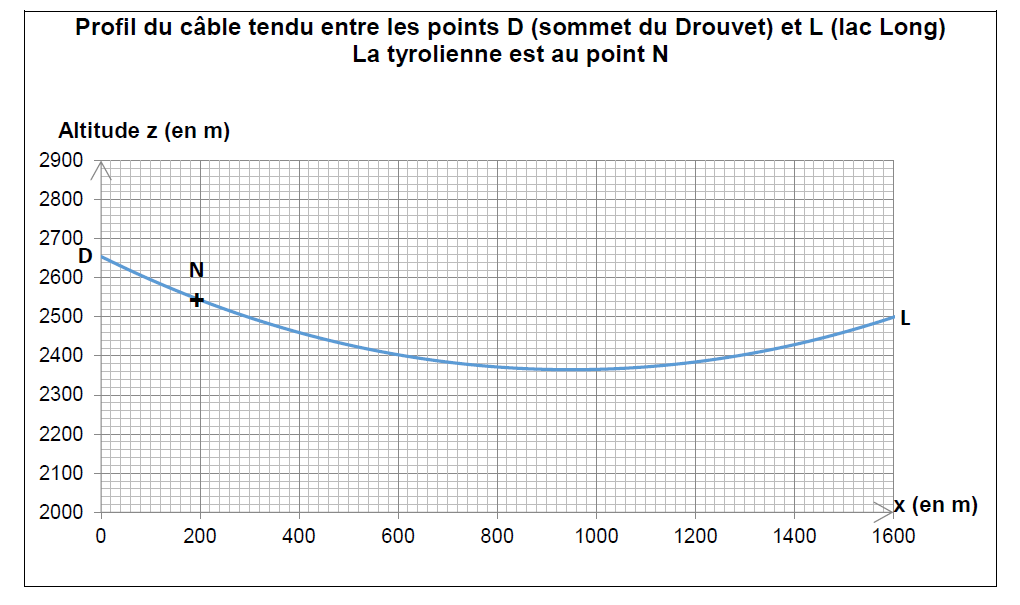 Profil du câble tendu entre les points D (sommet du Drouvet) et L (lac Long)
La tyrolienne est au point N
Altitude z (en m)
2900
2800
2700
D
N
2600
2500
L
2400
2300
2200
2100
2000
x (en m)
0 200 400 600 800 1000 1200 1400 1600